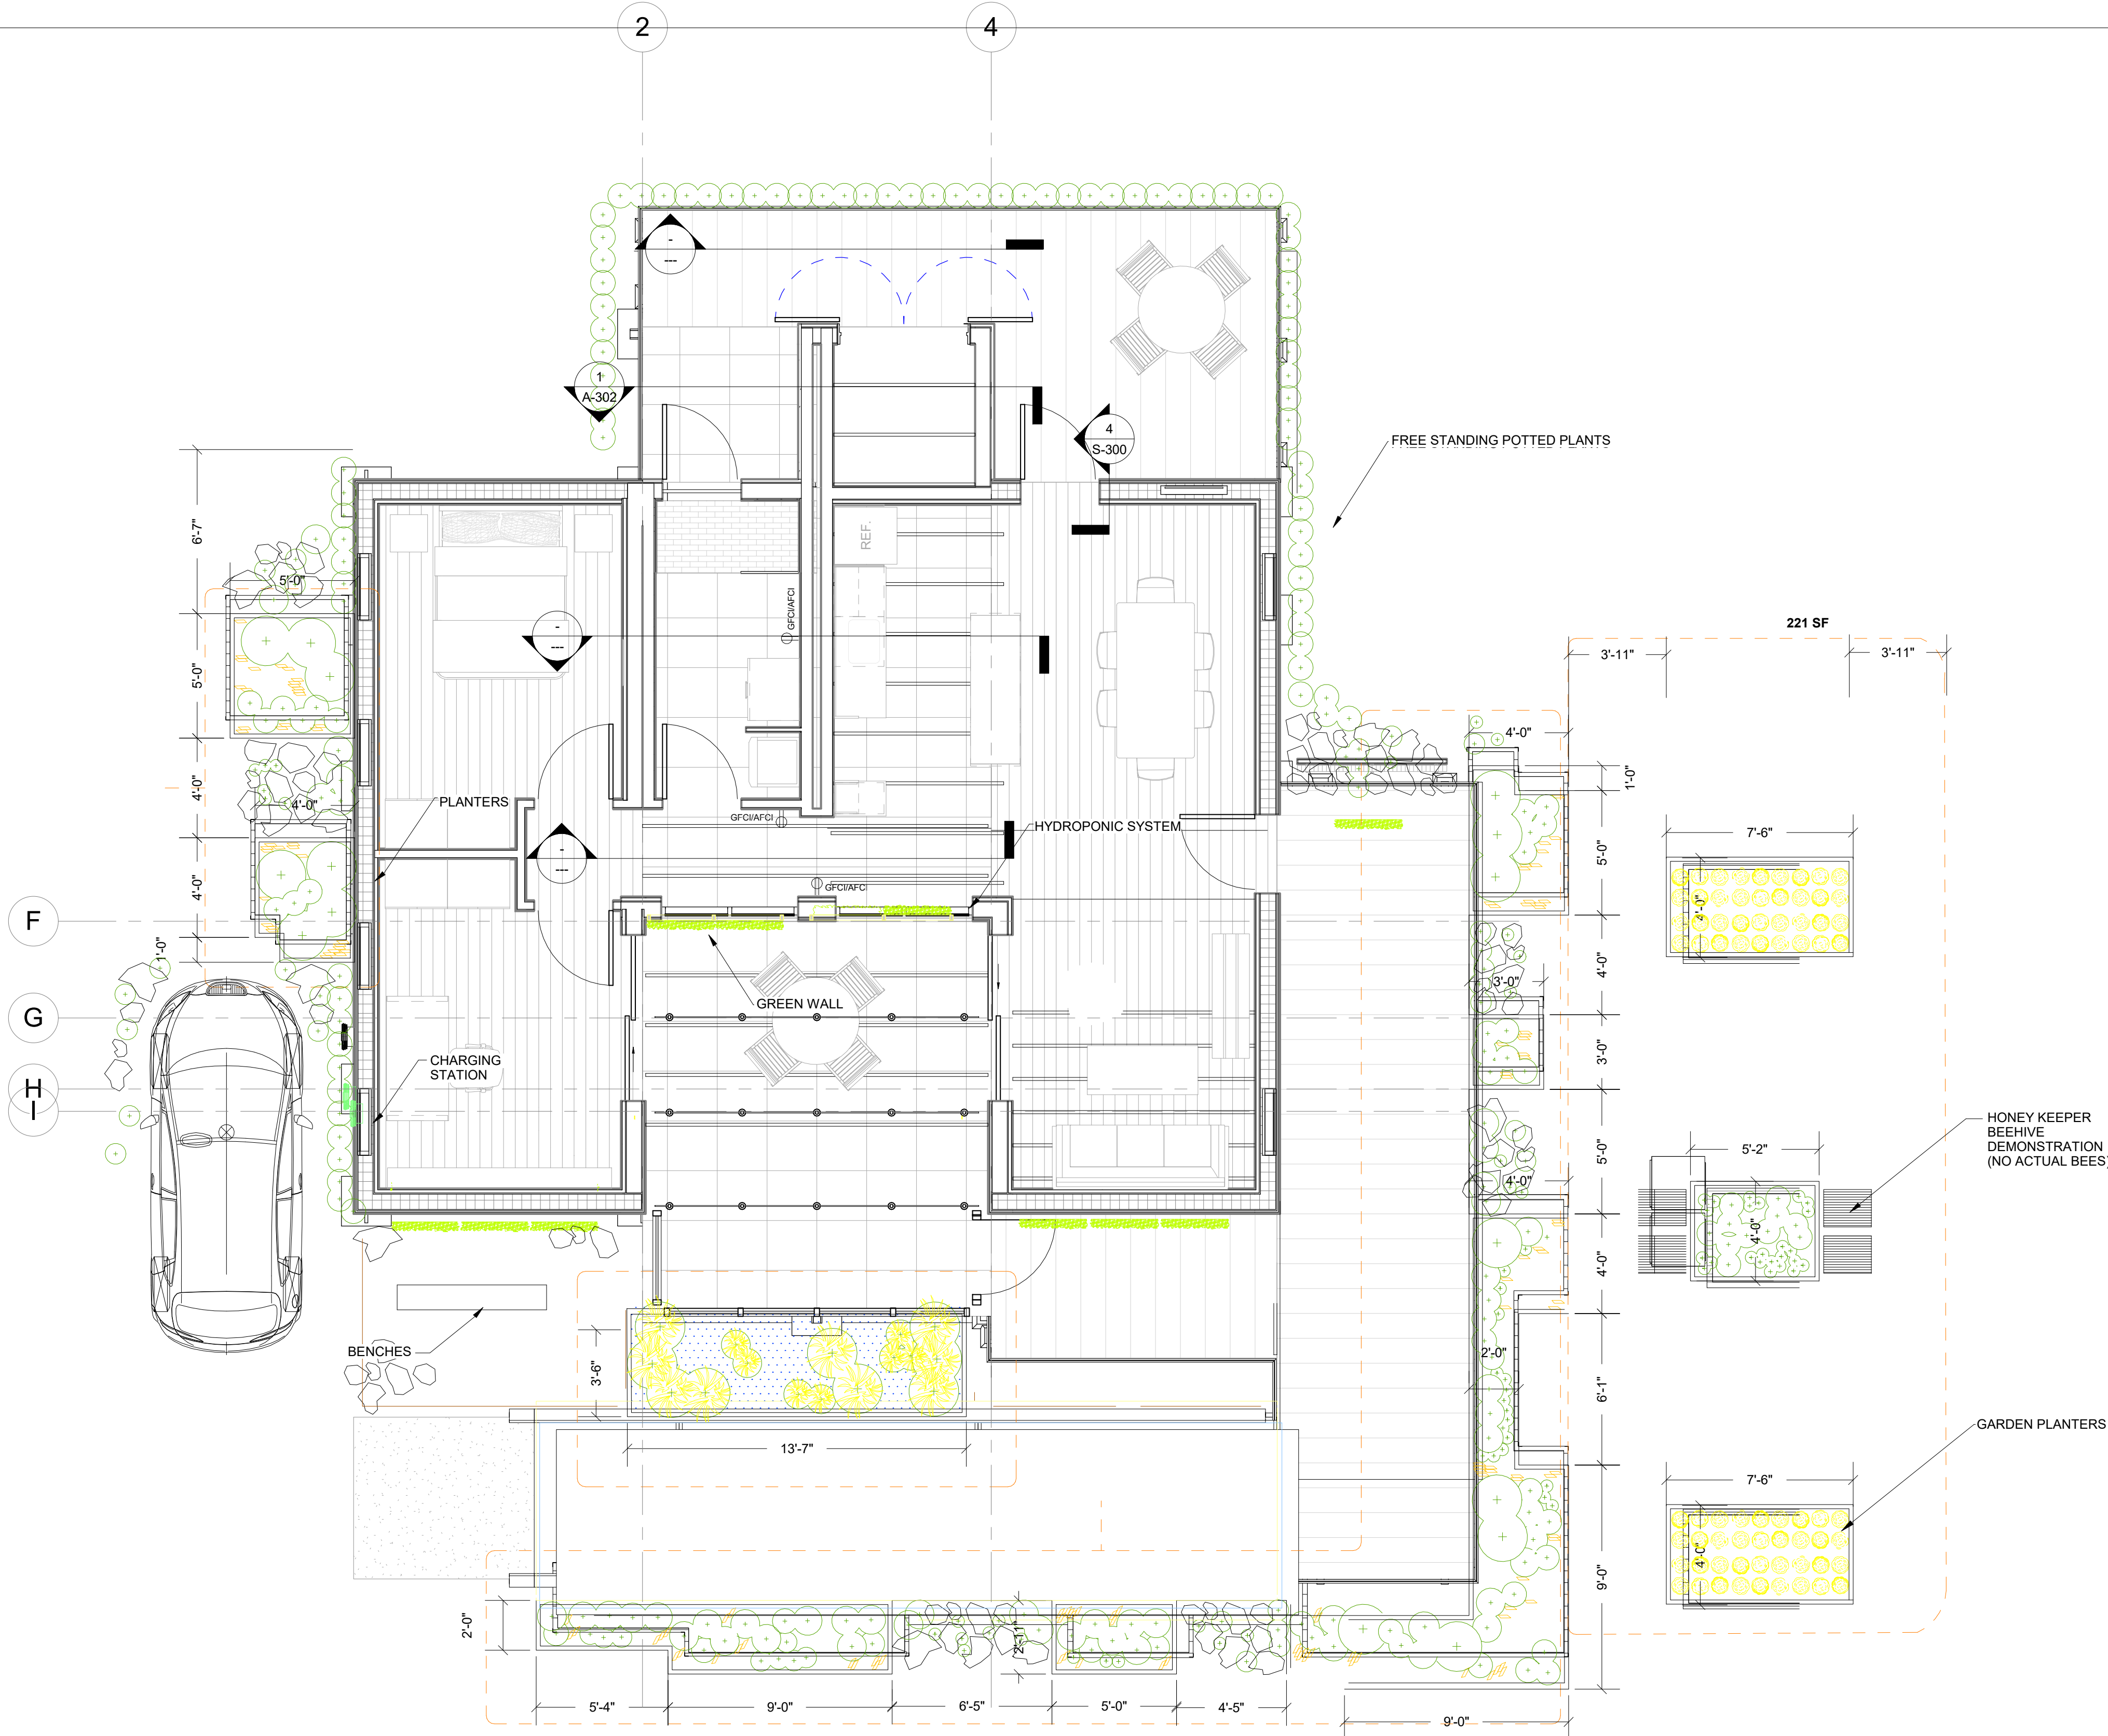 2
4
-
---
1
A-302
4
S-300
FREE STANDING POTTED PLANTS
6'-7"
REF.
5'-0"
GFCI/AFCI
-
---
221 SF
3'-11"
3'-11"
5'-0"
4'-0"
1'-0"
4'-0"
4'-0"
PLANTERS
GFCI/AFCI
HYDROPONIC SYSTEM
7'-6"
-
---
5'-0"
4'-0"
GFCI/AFCI
4'-0"
F
1'-0"
4'-0"
3'-0"
GREEN WALL
G
CHARGING
STATION
3'-0"
H
I
HONEY KEEPER
BEEHIVE
DEMONSTRATION
(NO ACTUAL BEES)
5'-2"
5'-0"
4'-0"
4'-0"
4'-0"
BENCHES
2'-0"
3'-6"
6'-1"
GARDEN PLANTERS
13'-7"
7'-6"
4'-0"
9'-0"
2'-0"
2'-11"
5'-4"
9'-0"
6'-5"
5'-0"
4'-5"
9'-0"